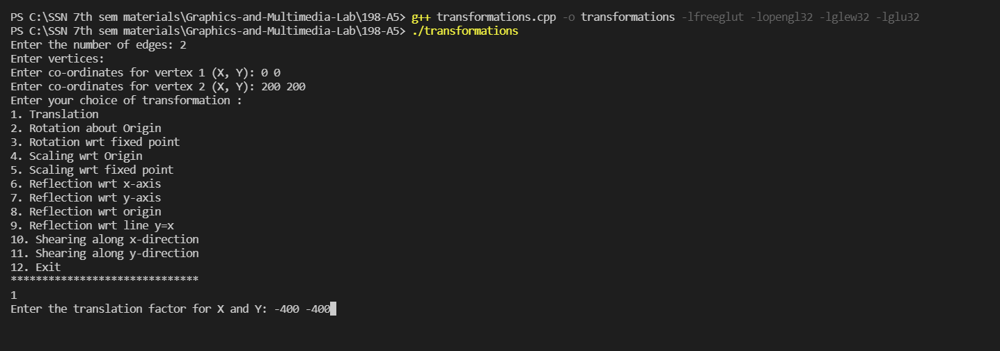 PS C:\SSN 7th sem materials\Graphics-and-Multimedia-Lab\198-A5> g++ transformations.cpp -o transformations -lfreeglut -lopengl32 -lglew32 -lglu32
PS C:\SSN 7th sem materials\Graphics-and-Multimedia-Lab\198-A5> ./transformations
Enter the number of edges: 2
Enter vertices:
Enter co-ordinates for vertex 1 (X, Y): 0 0
Enter co-ordinates for vertex 2 (X, Y): 200 200
Enter your choice of transformation :
1. Translation
2. Rotation about Origin
3. Rotation wrt fixed point
4. Scaling wrt Origin
5. Scaling wrt fixed point
6. Reflection wrt x-axis
7. Reflection wrt y-axis
8. Reflection wrt origin
9. Reflection wrt line y=x
10. Shearing along x-direction
11. Shearing along y-direction
12. Exit
******************************
1
Enter the translation factor for X and Y: -400 -400